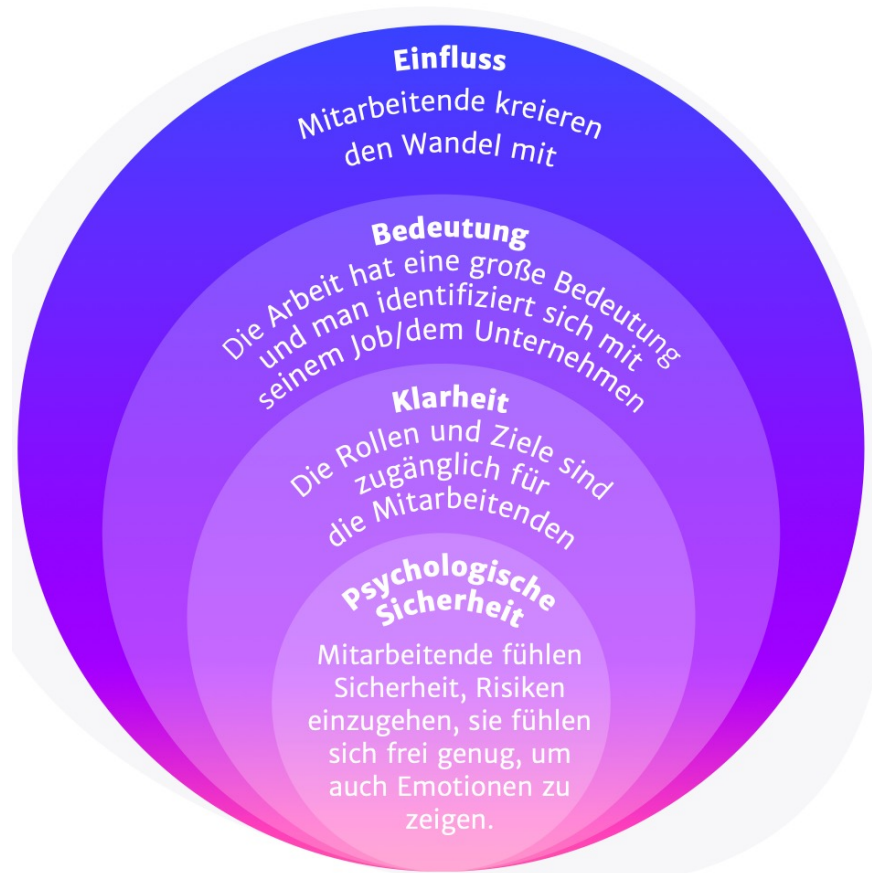 Einfluss
Mitarbeitende kreieren
den Wandel mit
Bedeutung
Die Arbeit hat eine große Bedeutung
und man identifiziert sich mit
seinem Job/dem Unternehmen
Klarheit
Die Rollen und Ziele sind
zugänglich für
die Mitarbeitenden
Psychologische
Sicherheit
Mitarbeitende fühlen
Sicherheit, Risiken
einzugehen, sie fühlen
sich frei genug, um
auch Emotionen zu
zeigen.